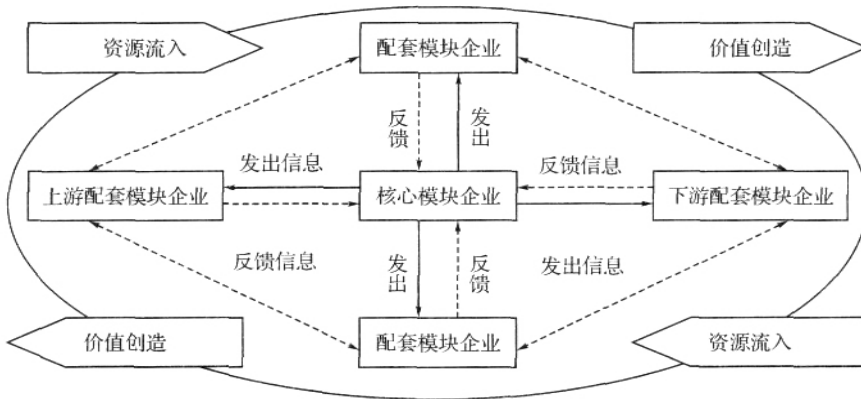 资源流入
配套模块企业
价值创造
反馈
发出
发出信息
反馈信息
上游配套模块企业
核心模块企业
下游配套模块企业
反馈信息
发出
反馈
发出信息
价值创造
配套模块企业
资源流入